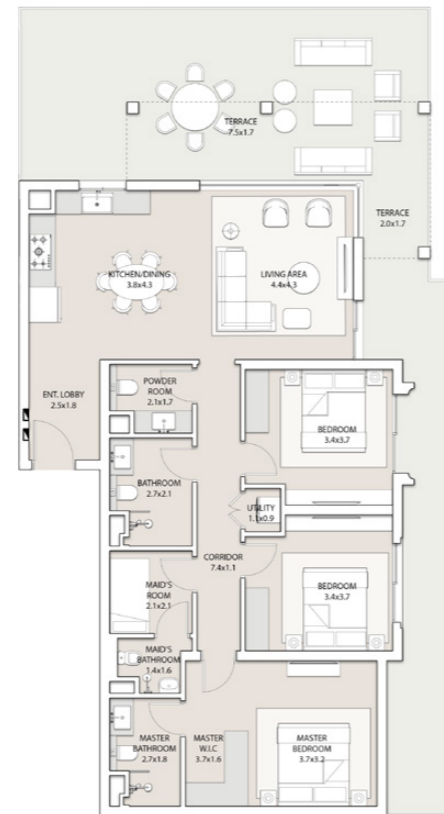 TERRACE
7.5x1.7
TERRACE
2.0x1.7
KITCHEN/DINING
3.8x4.3
LIVING AREA
4.4x4.3
ENT. LOBBY
2.5x1.8
POWDER
ROOM
2.1x1.7
BEDROOM
3.4x3.7
BATHROOM
2.7x2.1
UTILITY
1.1x0.9
CORRIDOR
7.4x1.1
MAID'S
ROOM
2.1x2.1
BEDROOM
3.4x3.7
MAID'S
BATHROOM
1.4x1.6
MASTER
BATHROOM
2.7x1.8
MASTER
W.I.C
3.7x1.6
MASTER
BEDROOM
3.7x3.2